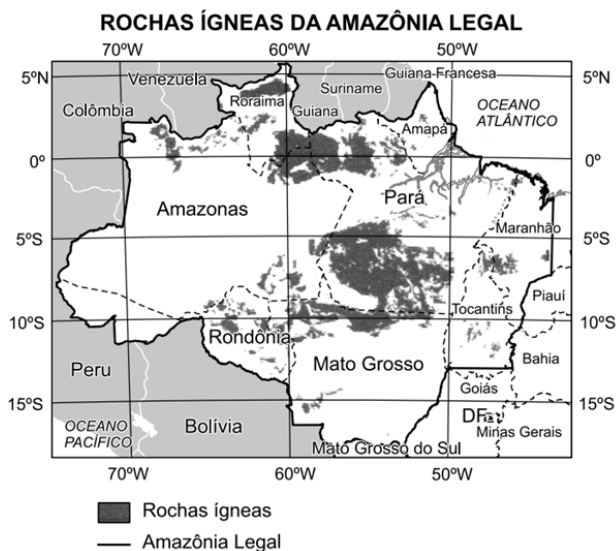 ROCHAS ÍGNEAS DA AMAZÔNIA LEGAL
70ºW 60ºW 50ºW
5ºN 5ºN
Venezuela
Guiana Francesa
Suriname
Roraima
Colômbia
Guiana
OCEANO
ATLÂNTICO
Amapá
0º 0º
Amazonas
Pará
Maranhão
5ºS 5ºS
Tocantins
Piauí
10ºS 10ºS
Rondônia
Mato Grosso
Bahia
Peru
Goiás
15ºS 15ºS
OCEANO
PACÍFICO
Bolívia
DF
Minas Gerais
Mato Grosso do Sul
70ºW 60ºW 50ºW
Rochas ígneas
Amazônia Legal